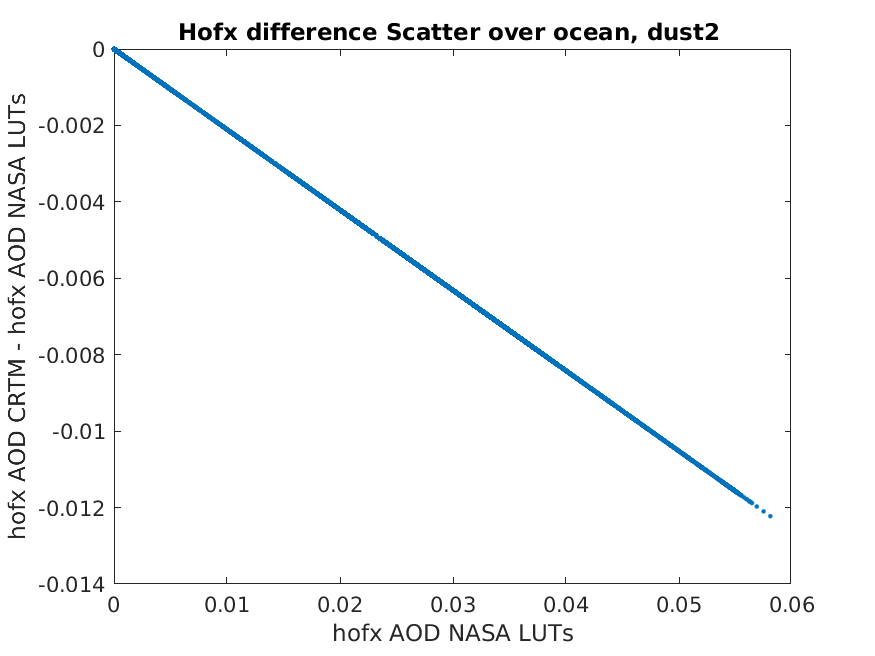 Hofx difference Scatter over ocean, dust2
0
-0.002
-0.004
-0.006
-0.008
-0.01
-0.012
-0.014
hofx AOD CRTM - hofx AOD NASA LUTs
0 0.01 0.02 0.03 0.04 0.05 0.06
hofx AOD NASA LUTs